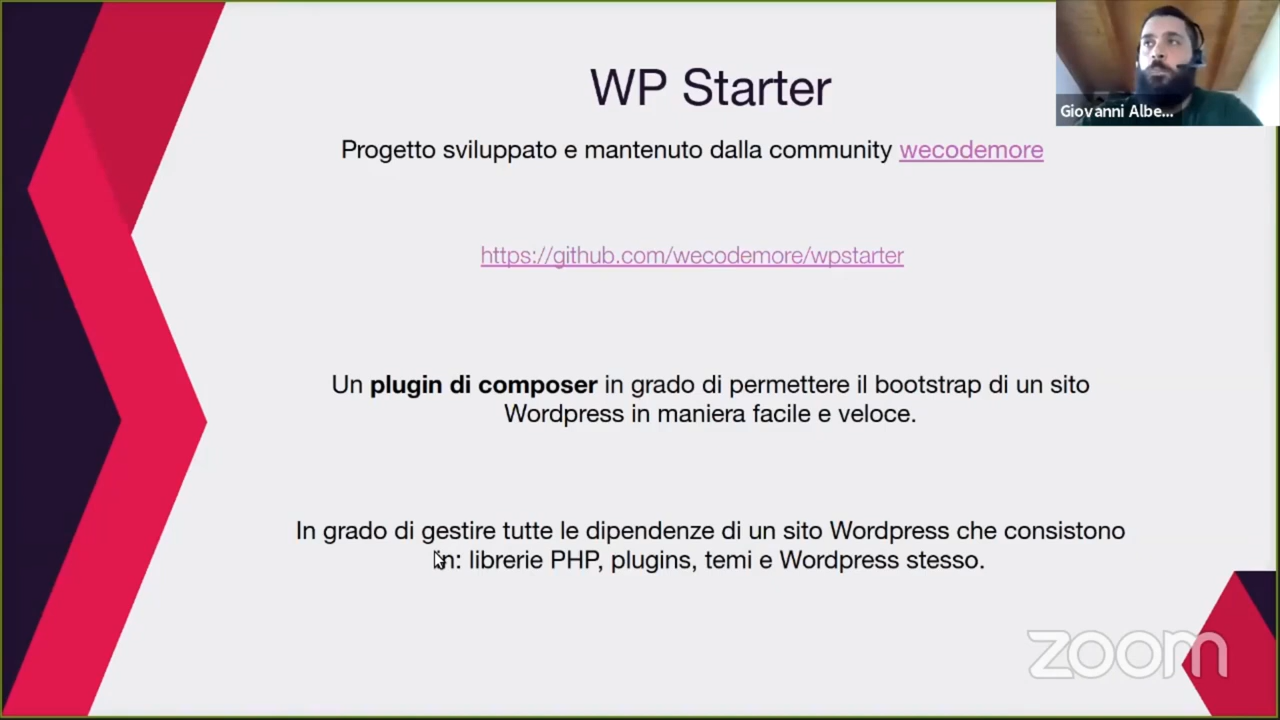 WP Starter
Giovanni Albe...
Progetto sviluppato e mantenuto dalla community wecodemore
https://github.com/wecodemore/wpstarter
Un plugin di composer in grado di permettere il bootstrap di un sito
Wordpress in maniera facile e veloce.
In grado di gestire tutte le dipendenze di un sito Wordpress che consistono
in: librerie PHP, plugins, temi e Wordpress stesso.
zoom